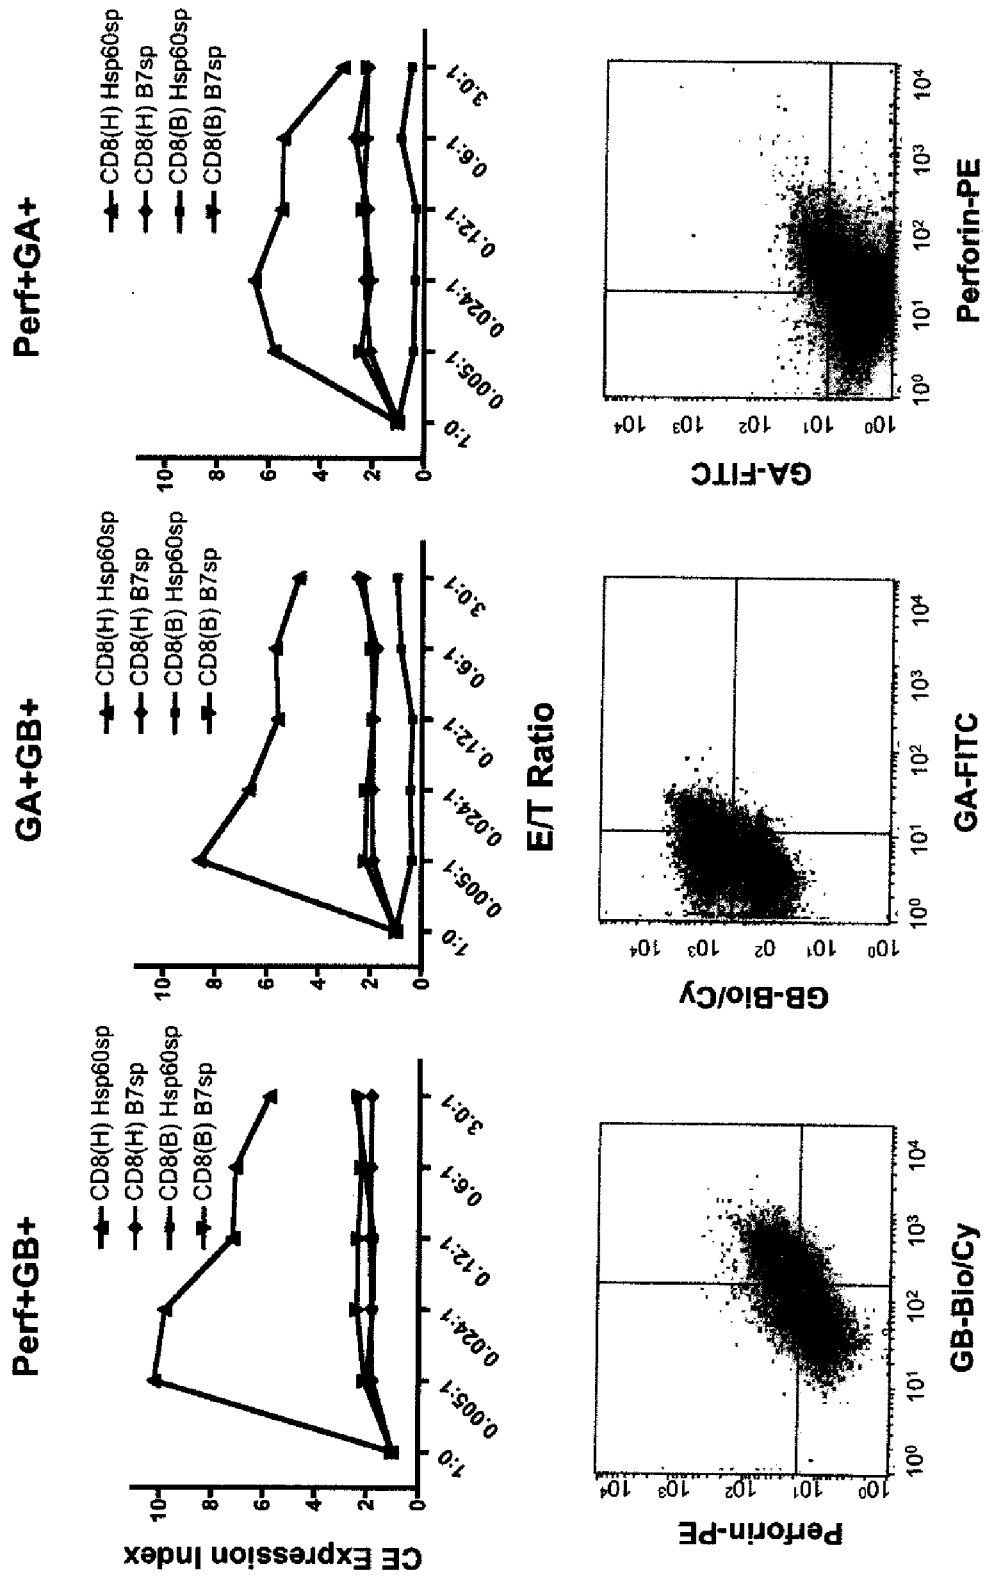 Perf+GB+
CD8(H) Hsp60sp
CD8(H) B7sp
CD8(B) Hsp60sp
CD8(B) B7sp
CE Expression Index
10
8
6
4
2
0
1:0
0.005:1
0.024:1
0.12:1
0.6:1
3.0:1
GA+GB+
CD8(H) Hsp60sp
CD8(H) B7sp
CD8(B) Hsp60sp
CD8(B) B7sp
10
8
6
4
2
0
1:0
0.005:1
0.024:1
0.12:1
0.6:1
3.0:1
Perf+GA+
CD8(H) Hsp60sp
CD8(H) B7sp
CD8(B) Hsp60sp
CD8(B) B7sp
10
8
6
4
2
0
1:0
0.005:1
0.024:1
0.12:1
0.6:1
3.0:1
E/T Ratio
Perforin-PE
10⁴
10³
10²
10¹
10⁰
10⁰ 10¹ 10² 10³ 10⁴
GB-Bio/Cy
GB-Bio/Cy
10⁴
10³
0²
10¹
10⁰
10⁰ 10¹ 10² 10³ 10⁴
GA-FITC
GA-FITC
10⁴
10³
10²
10¹
10⁰
10⁰ 10¹ 10² 10³ 10⁴
Perforin-PE